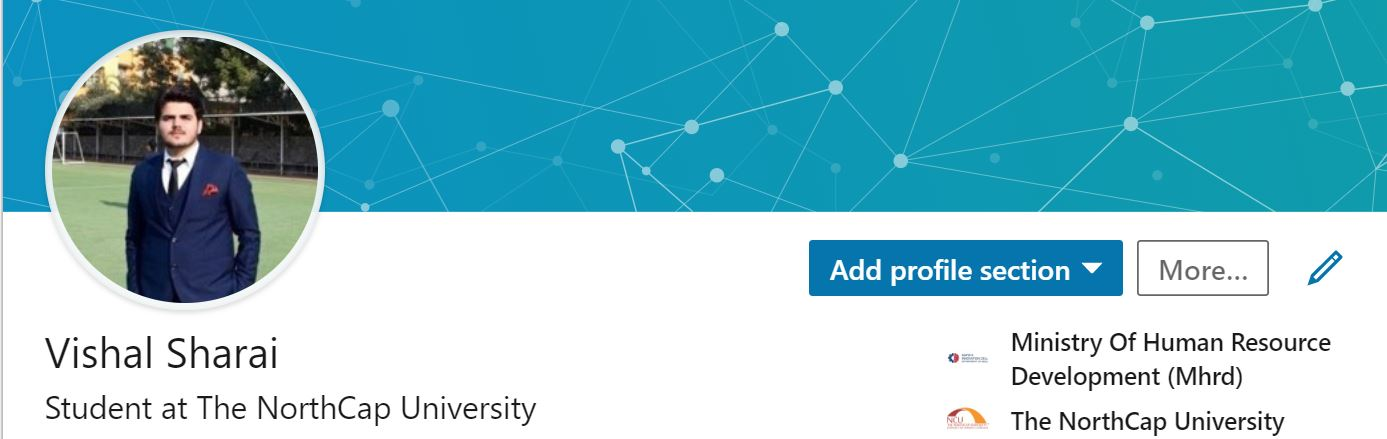 Add profile section
More...
Vishal Sharai
Student at The NorthCap University
Ministry Of Human Resource
Development (Mhrd)
NCU
The NorthCap University